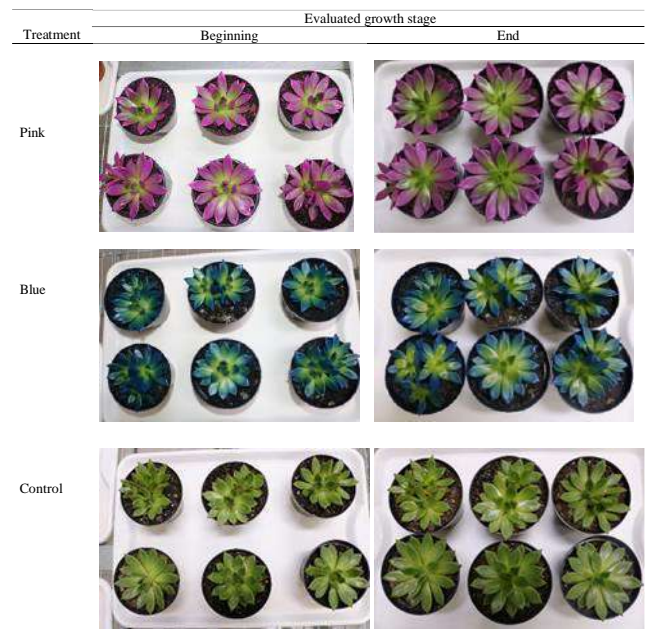 Evaluated growth stage
Treatment Beginning End
Pink
Blue
Control